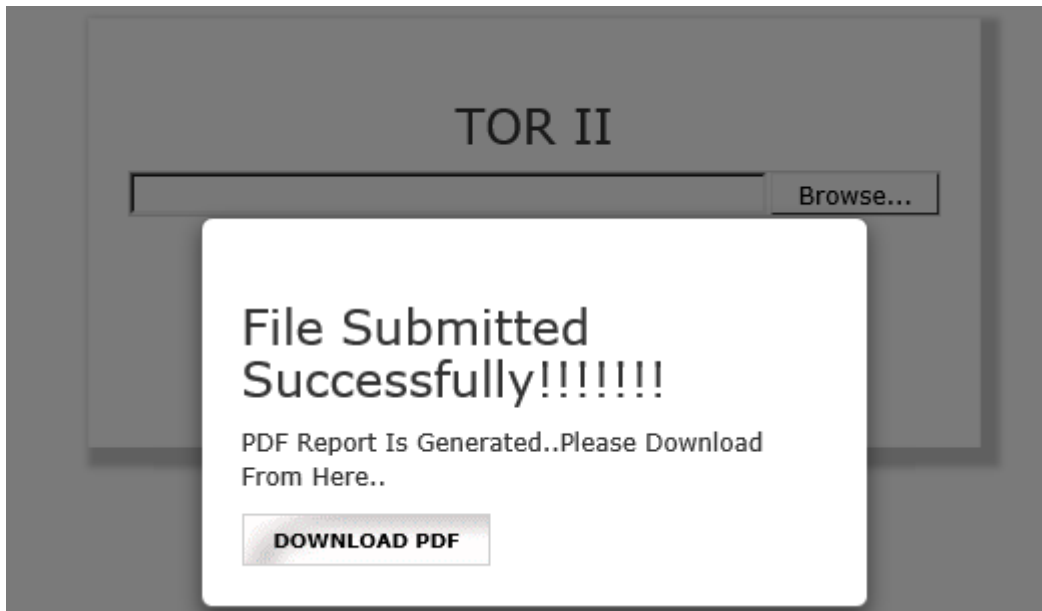 TOR II
Browse...
File Submitted
Successfully!!!!!!!
PDF Report Is Generated..Please Download
From Here..
DOWNLOAD PDF